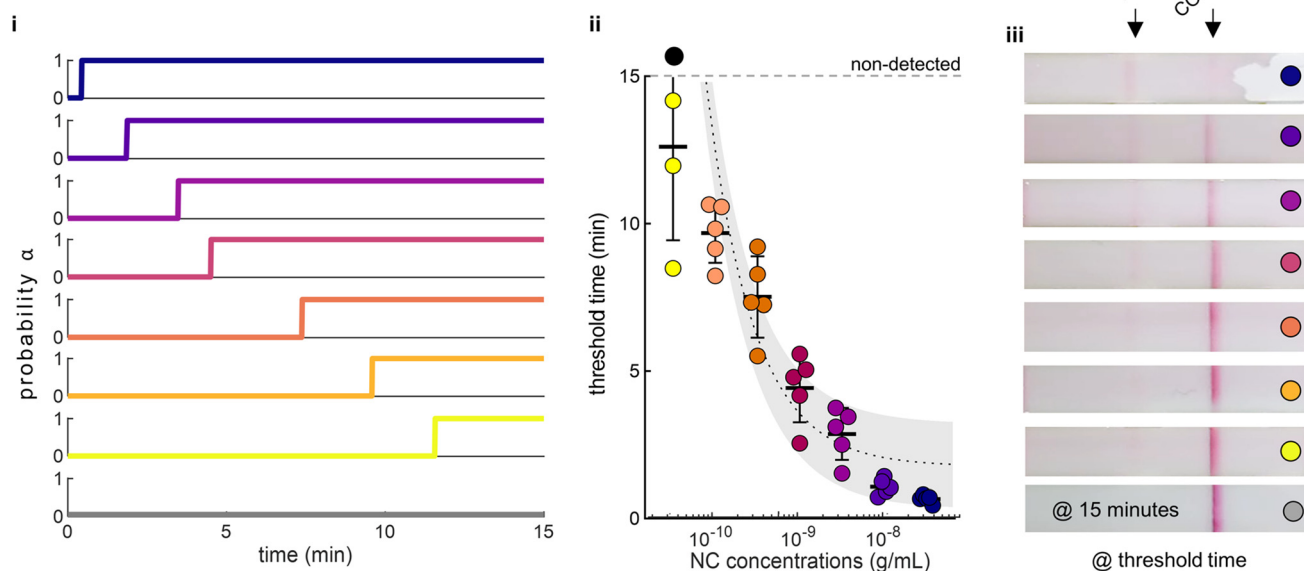 i
probability α
1
0
1
0
1
0
1
0
1
0
1
0
1
0
1
0
0 5 10 15
time (min)
ii
non-detected
threshold time (min)
15
10
5
0
10⁻¹⁰ 10⁻⁹ 10⁻⁸
NC concentrations (g/mL)
iii
@ 15 minutes
@ threshold time